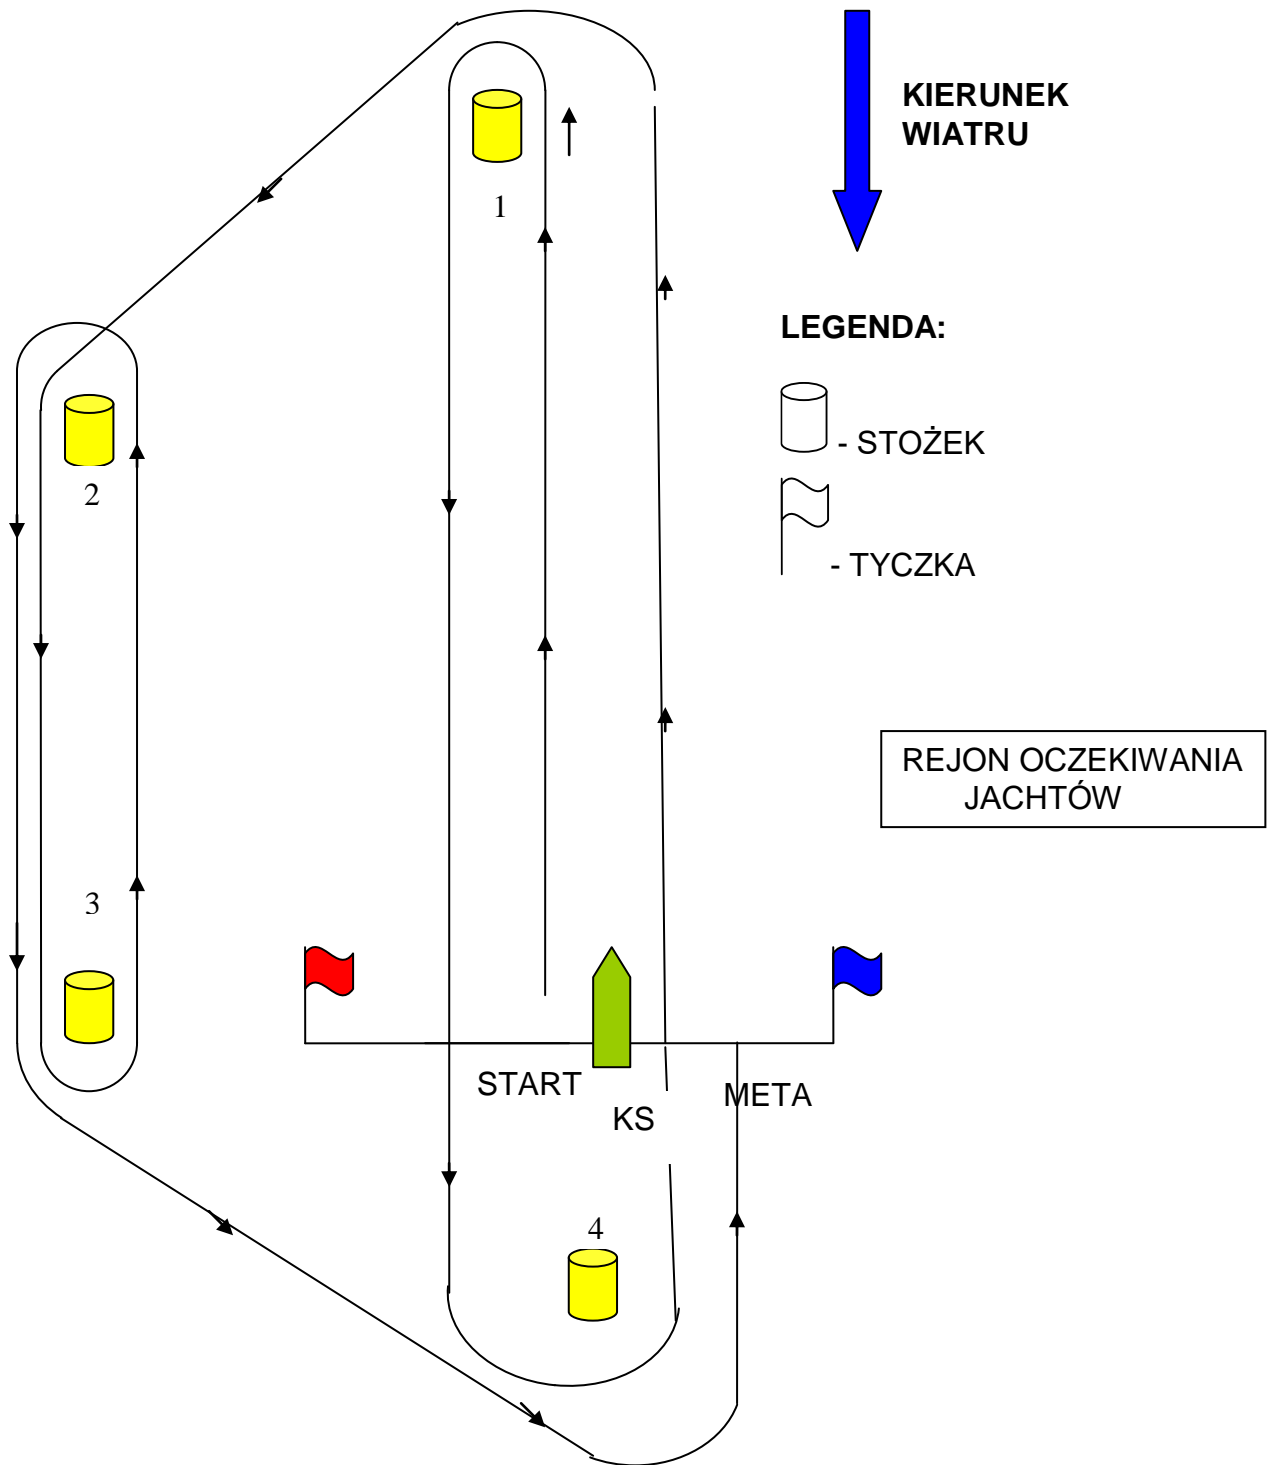 KIERUNEK
WIATRU
1
LEGENDA:
- STOŻEK
2
- TYCZKA
REJON OCZEKIWANIA
JACHTÓW
3
START
META
KS
4